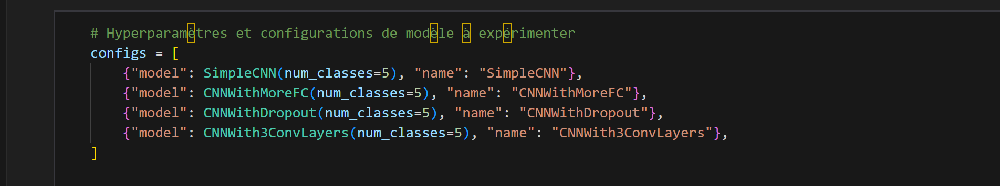 # Hyperparamètres et configurations de modèle à expérimenter
configs = [
    {"model": SimpleCNN(num_classes=5), "name": "SimpleCNN"},
    {"model": CNNWithMoreFC(num_classes=5), "name": "CNNWithMoreFC"},
    {"model": CNNWithDropout(num_classes=5), "name": "CNNWithDropout"},
    {"model": CNNWith3ConvLayers(num_classes=5), "name": "CNNWith3ConvLayers"},
]